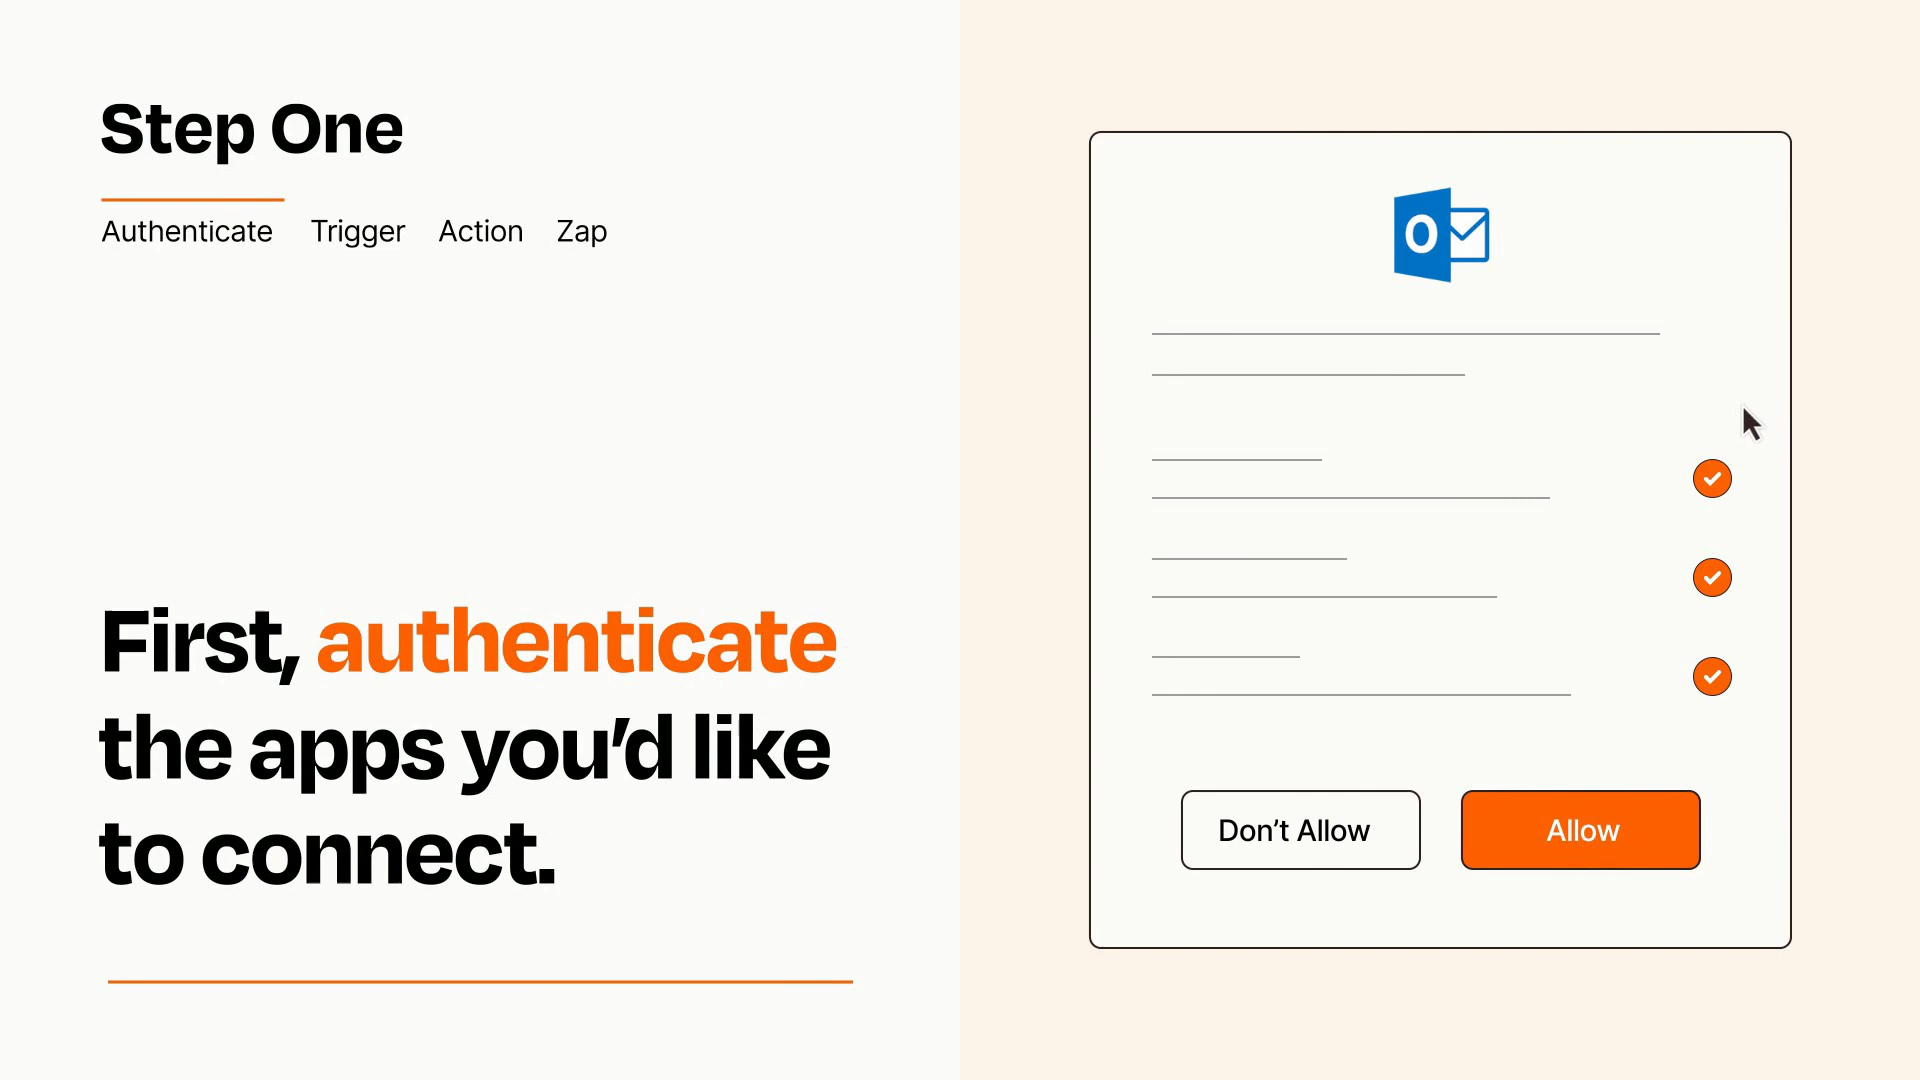 Step One
Authenticate Trigger Action Zap
First, authenticate
the apps you’d like
to connect.
O
Don’t Allow
Allow